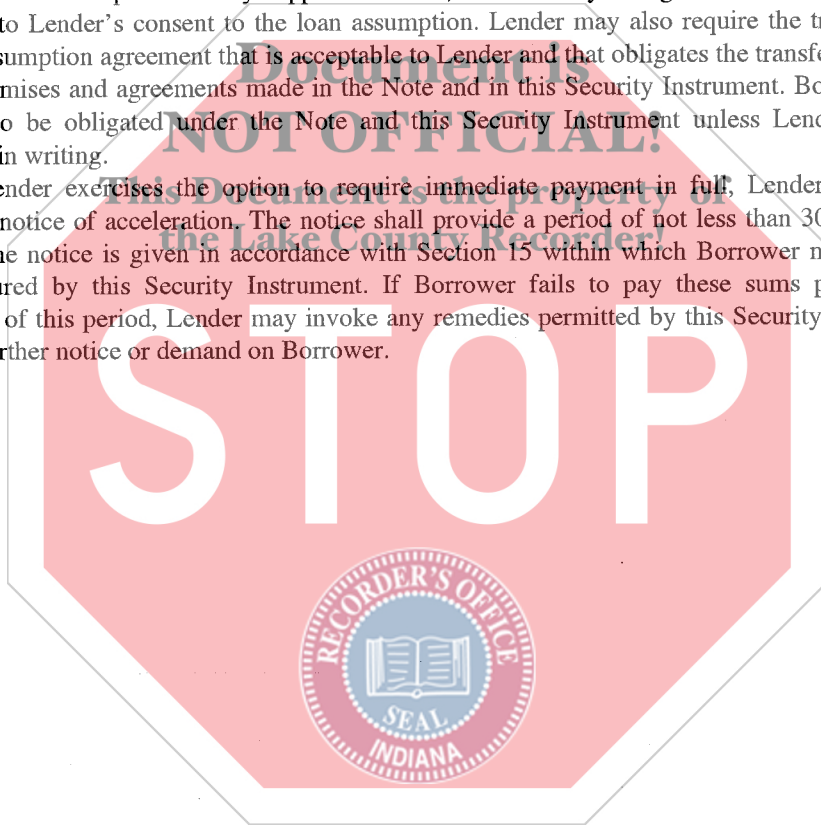 to Lender's consent to the loan assumption. Lender may also require the
sumption agreement that is acceptable to Lender and that obligates the
mises and agreements made in the Note and in this Security Instrument.
o be obligated under the Note and this Security Instrument unless
in writing.
ender exercises the option to require immediate payment in full, Lender
notice of acceleration. The notice shall provide a period of not less than 30
e notice is given in accordance with Section 15 within which Borrower
red by this Security Instrument. If Borrower fails to pay these sums
of this period, Lender may invoke any remedies permitted by this Security
rther notice or demand on Borrower.
Document is
NOT OFFICIAL!
This Document is the property of
the Lake County Recorder!
STOP
RECORDER'S OFFICE
SEAL
INDIANA